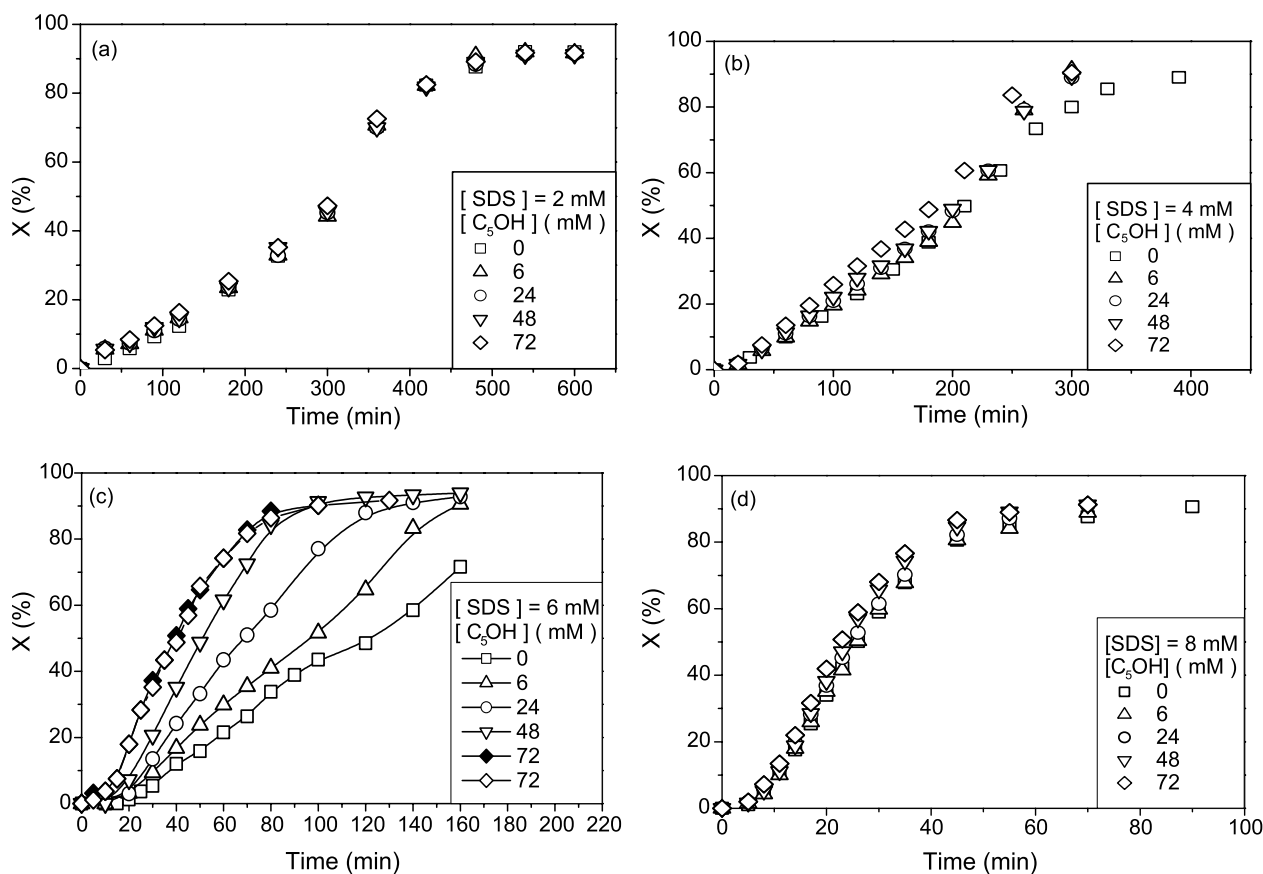 (a)
X (%)
100
80
60
40
20
0
[ SDS ] = 2 mM
[ C5OH ] ( mM )
0
6
24
48
72
0 100 200 300 400 500 600
Time (min)
(b)
X (%)
100
80
60
40
20
0
[ SDS ] = 4 mM
[ C5OH ] ( mM )
0
6
24
48
72
0 100 200 300 400
Time (min)
(c)
X (%)
100
80
60
40
20
0
[ SDS ] = 6 mM
[ C5OH ] ( mM )
0
6
24
48
72
72
0 20 40 60 80 100 120 140 160 180 200 220
Time (min)
(d)
X (%)
100
80
60
40
20
0
[SDS] = 8 mM
[C5OH] ( mM )
0
6
24
48
72
0 20 40 60 80 100
Time (min)